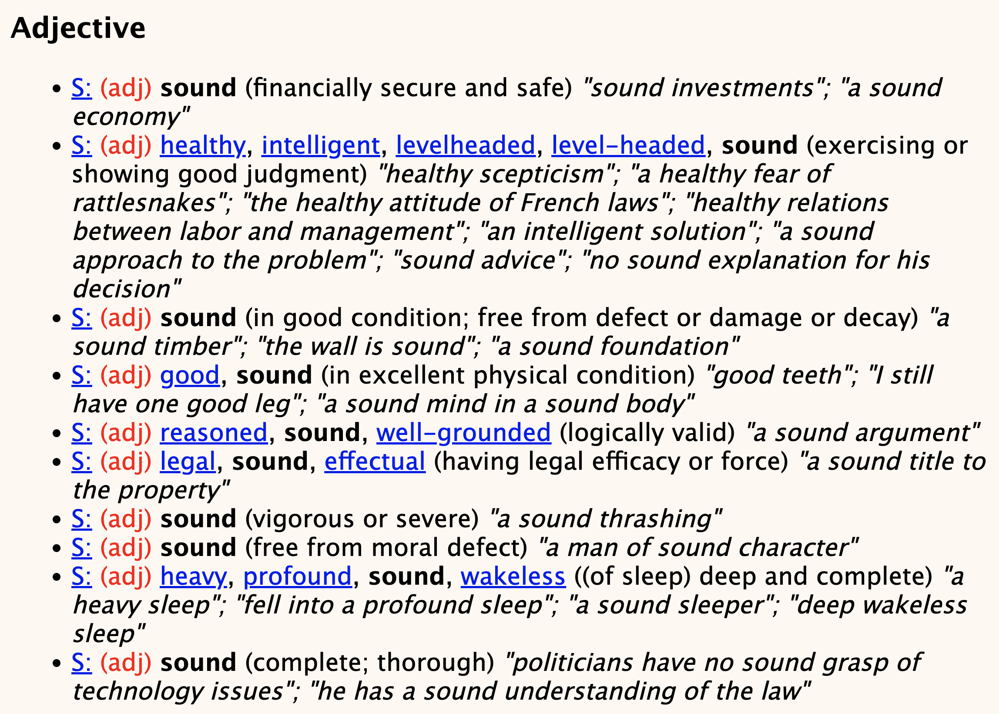 Adjective
• S: (adj) sound (financially secure and safe) "sound investments"; "a sound
economy"
• S: (adj) healthy, intelligent, levelheaded, level-headed, sound (exercising or
showing good judgment) "healthy scepticism"; "a healthy fear of
rattlesnakes"; "the healthy attitude of French laws"; "healthy relations
between labor and management"; "an intelligent solution"; "a sound
approach to the problem"; "sound advice"; "no sound explanation for his
decision"
• S: (adj) sound (in good condition; free from defect or damage or decay) "a
sound timber"; "the wall is sound"; "a sound foundation"
• S: (adj) good, sound (in excellent physical condition) "good teeth"; "I still
have one good leg"; "a sound mind in a sound body"
• S: (adj) reasoned, sound, well-grounded (logically valid) "a sound argument"
• S: (adj) legal, sound, effectual (having legal efficacy or force) "a sound title to
the property"
• S: (adj) sound (vigorous or severe) "a sound thrashing"
• S: (adj) sound (free from moral defect) "a man of sound character"
• S: (adj) heavy, profound, sound, wakeless ((of sleep) deep and complete) "a
heavy sleep"; "fell into a profound sleep"; "a sound sleeper"; "deep wakeless
sleep"
• S: (adj) sound (complete; thorough) "politicians have no sound grasp of
technology issues"; "he has a sound understanding of the law"